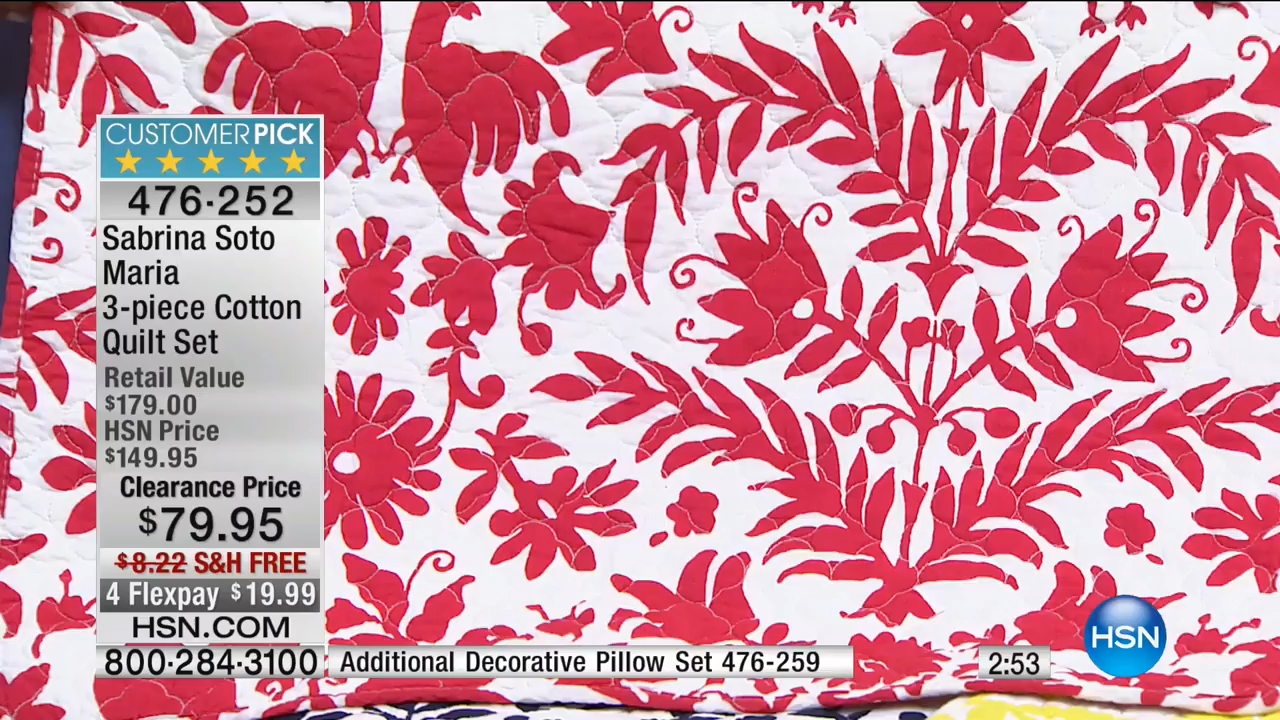 CUSTOMER PICK
476·252
Sabrina Soto
Maria
3-piece Cotton
Quilt Set
Retail Value
$179.00
HSN Price
$149.95
Clearance Price
$79.95
$8.22 S&H FREE
4 Flexpay $19.99
HSN.COM
800·284·3100
Additional Decorative Pillow Set 476-259
2:53
HSN